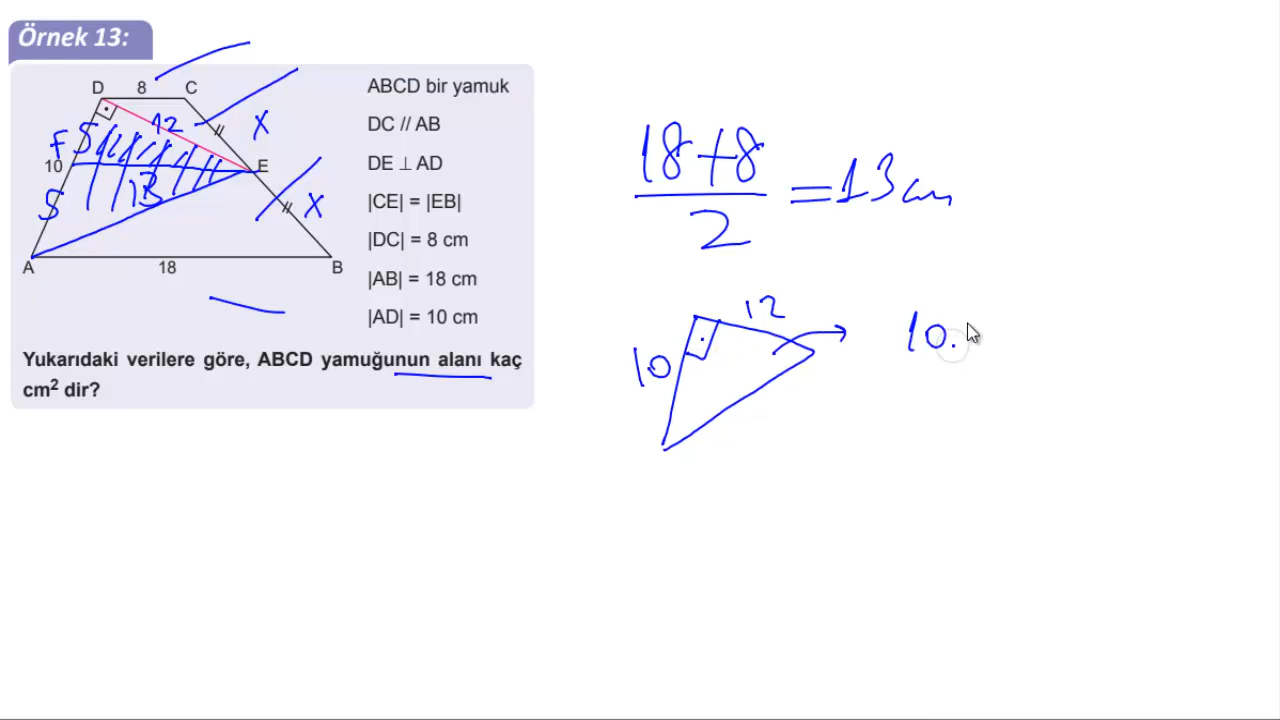 Örnek 13:
D 8 C
ABCD bir yamuk
DC // AB
DE ⊥ AD
|CE| = |EB|
|DC| = 8 cm
|AB| = 18 cm
|AD| = 10 cm
12 x
F 5
10 E
13
5 x
A 18 B
Yukarıdaki verilere göre, ABCD yamuğunun alanı kaç
cm² dir?
18+8
2
=13 cm
12
10
10.